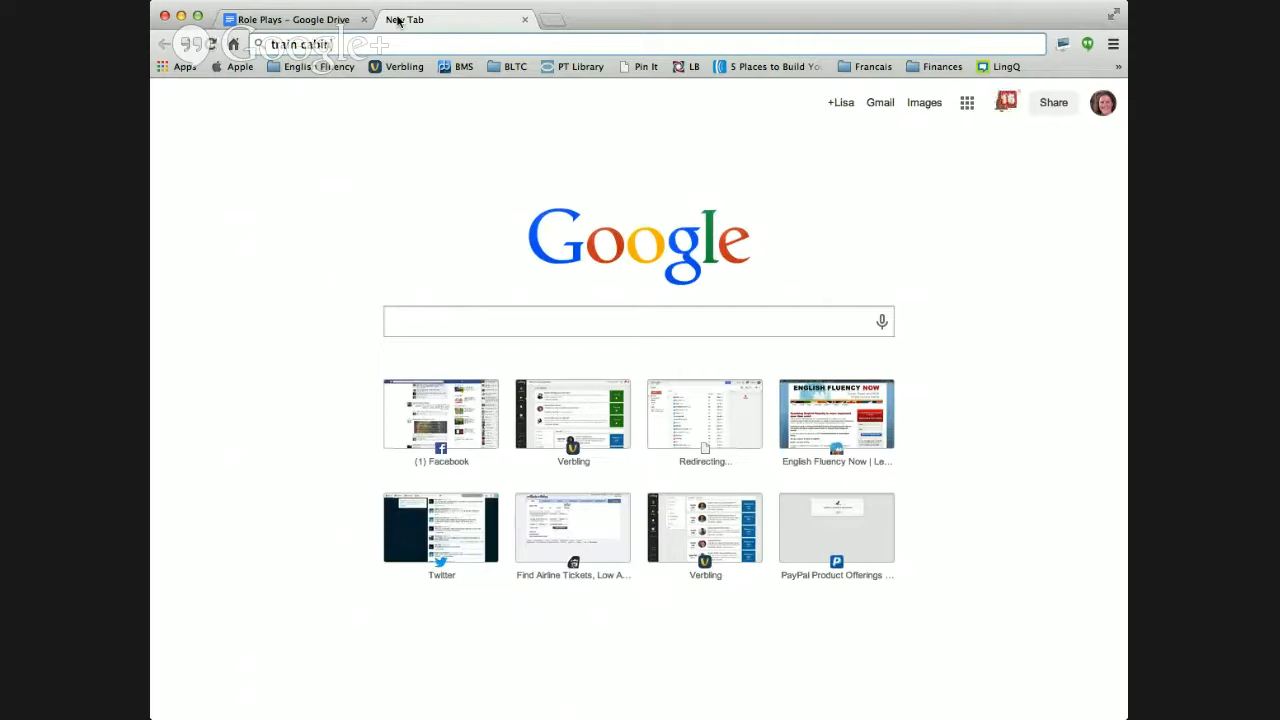 Role Plays – Google Drive
New Tab
train cabin
Google+
Apps
Apple
English Fluency
Verbling
BMS
BLTC
PT Library
Pin It
LB
5 Places to Build Yo
Francais
Finances
LingQ
»
+Lisa
Gmail
Images
Share
Google
(1) Facebook
Verbling
Redirecting...
ENGLISH FLUENCY NOW
English Fluency Now | Le...
Twitter
Find Airline Tickets, Low A...
Verbling
PayPal Product Offerings ...